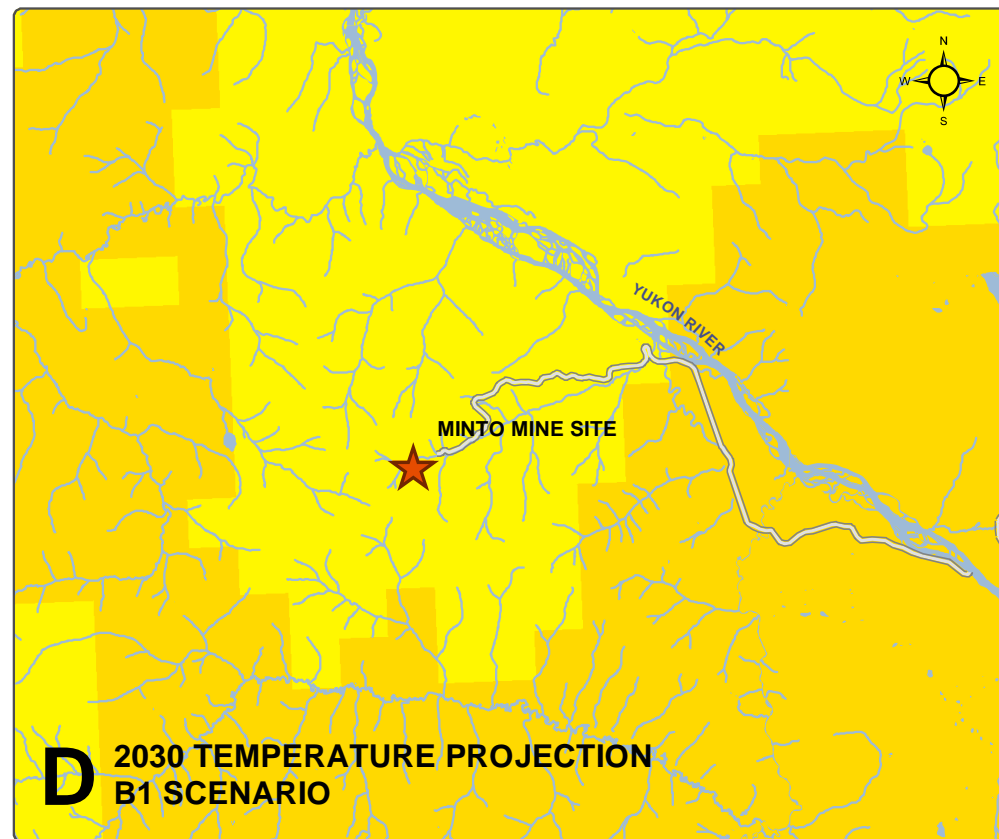 N
W E
S
YUKON RIVER
MINTO MINE SITE
D
2030 TEMPERATURE PROJECTION
B1 SCENARIO